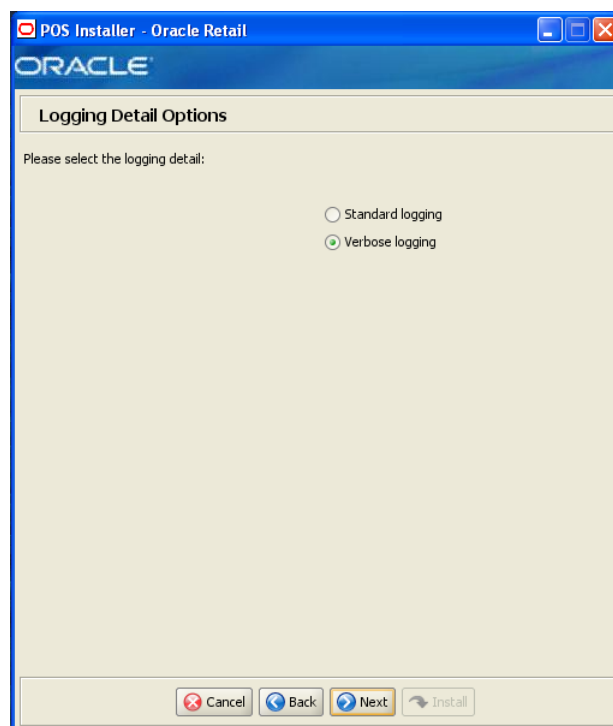 POS Installer - Oracle Retail
ORACLE
Logging Detail Options
Please select the logging detail:
Standard logging
Verbose logging
Cancel
Back
Next
Install